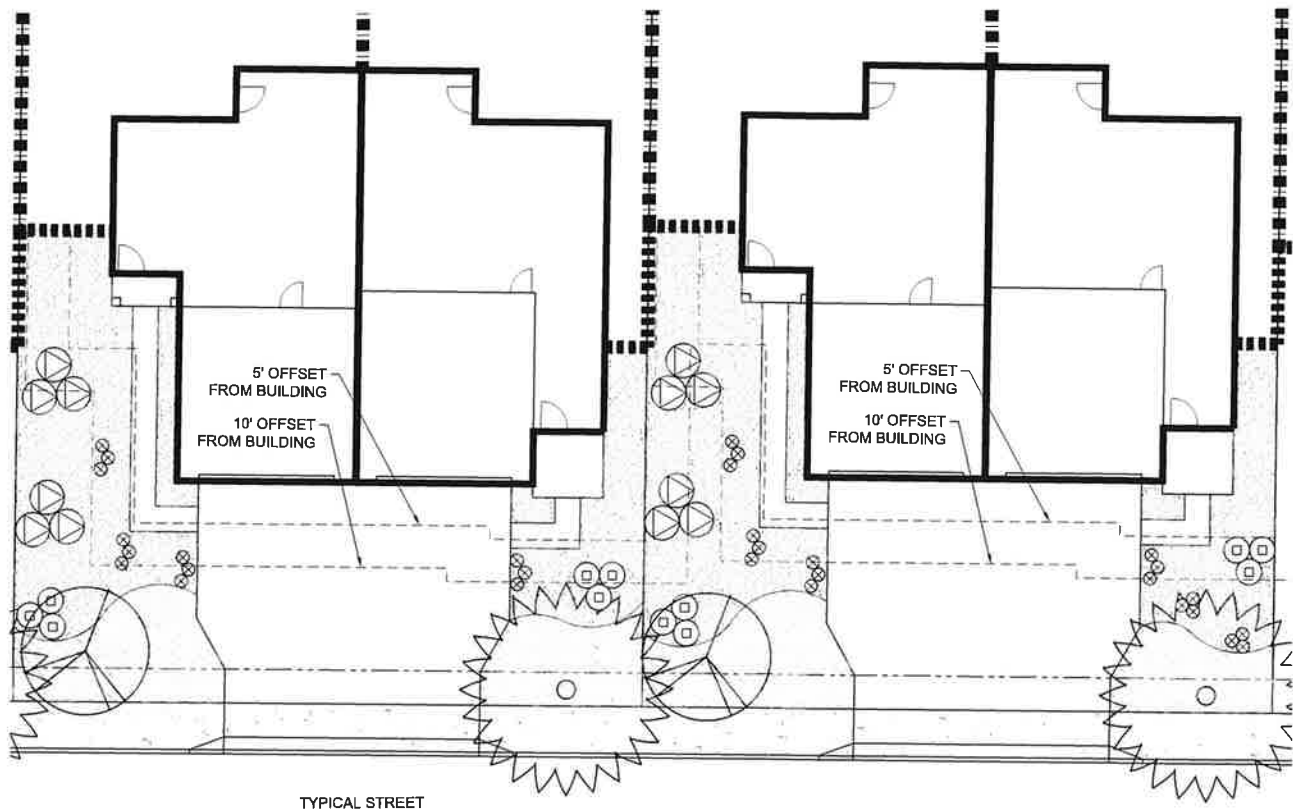 5' OFFSET
FROM BUILDING
10' OFFSET
FROM BUILDING
5' OFFSET
FROM BUILDING
10' OFFSET
FROM BUILDING
TYPICAL STREET